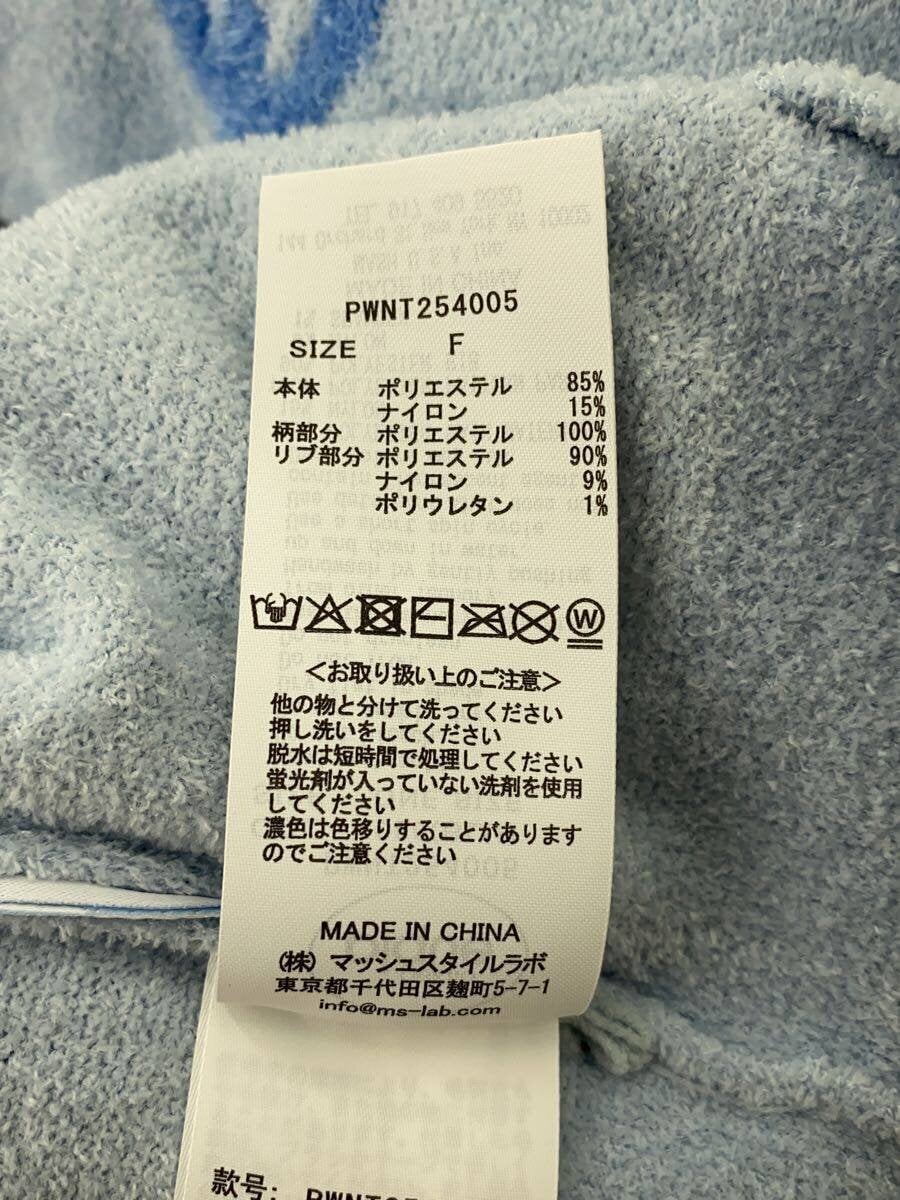 PWNT254005
SIZE F
本体 ポリエステル 85%
ナイロン 15%
柄部分 ポリエステル 100%
リブ部分 ポリエステル 90%
ナイロン 9%
ポリウレタン 1%
W
<お取り扱い上のご注意>
他の物と分けて洗ってください
押し洗いをしてください
脱水は短時間で処理してください
蛍光剤が入っていない洗剤を使用
してください
濃色は色移りすることがあります
のでご注意ください
MADE IN CHINA
(株) マッシュスタイルラボ
東京都千代田区麹町5-7-1
info@ms-lab.com
款号: